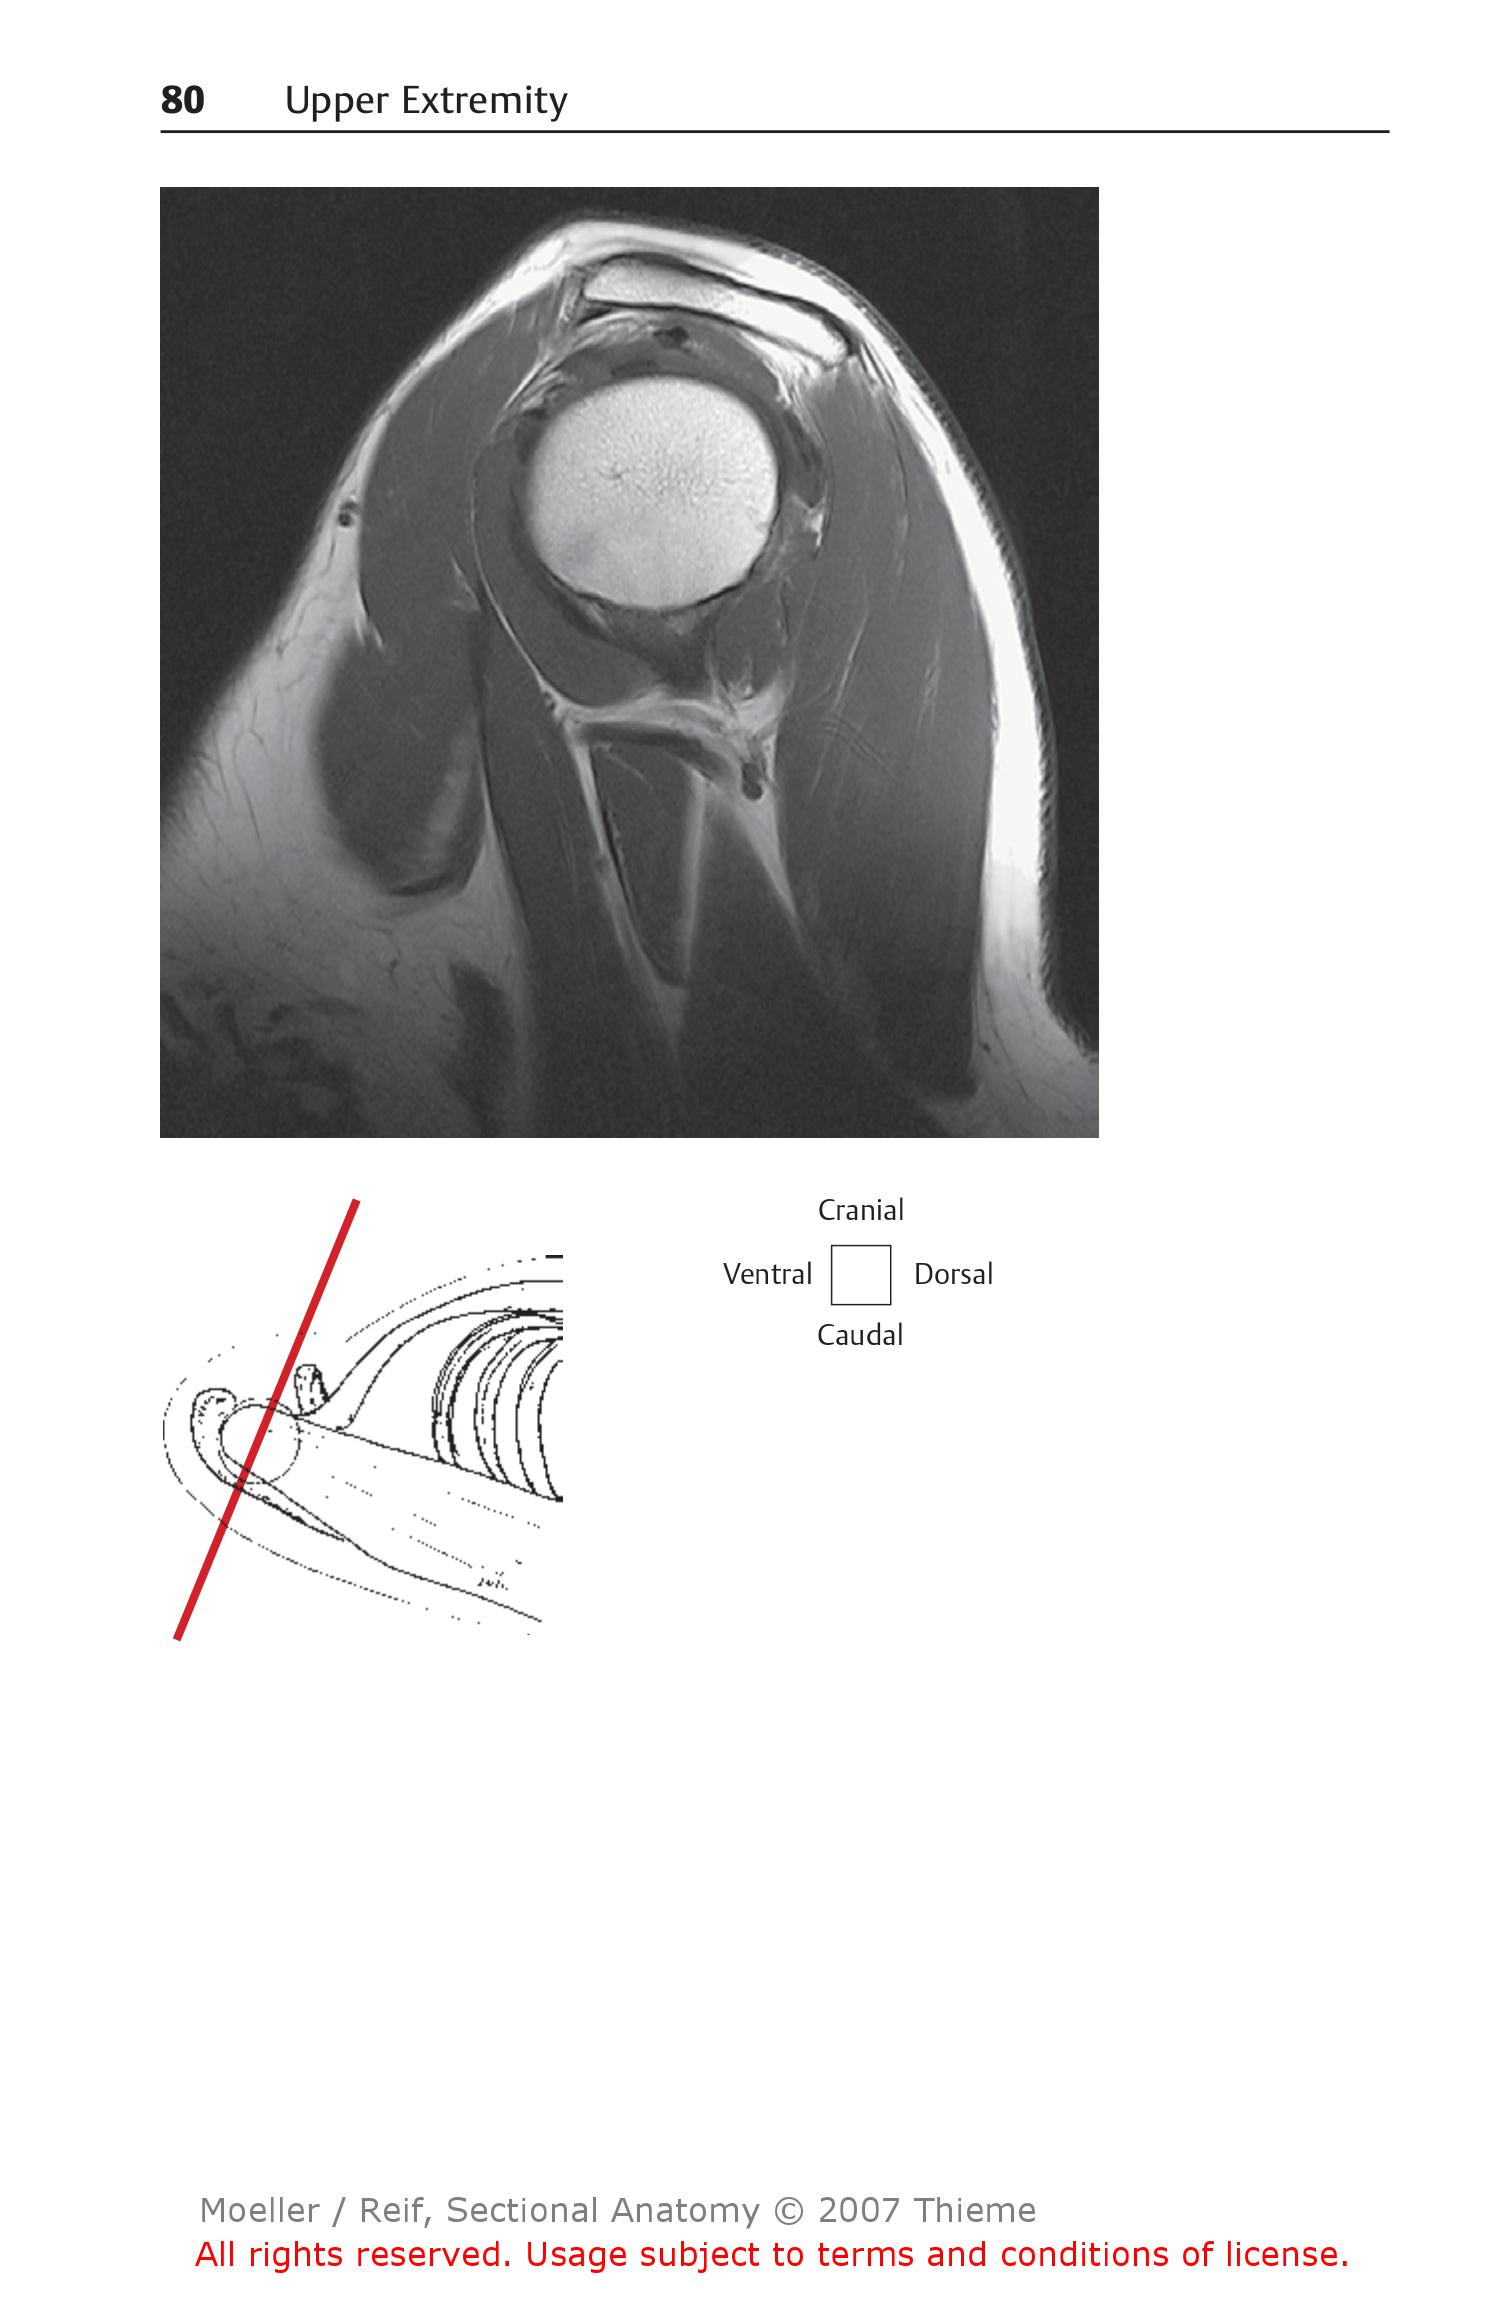 80 Upper Extremity
Cranial
Ventral Dorsal
Caudal
Moeller / Reif, Sectional Anatomy © 2007 Thieme
All rights reserved. Usage subject to terms and conditions of license.